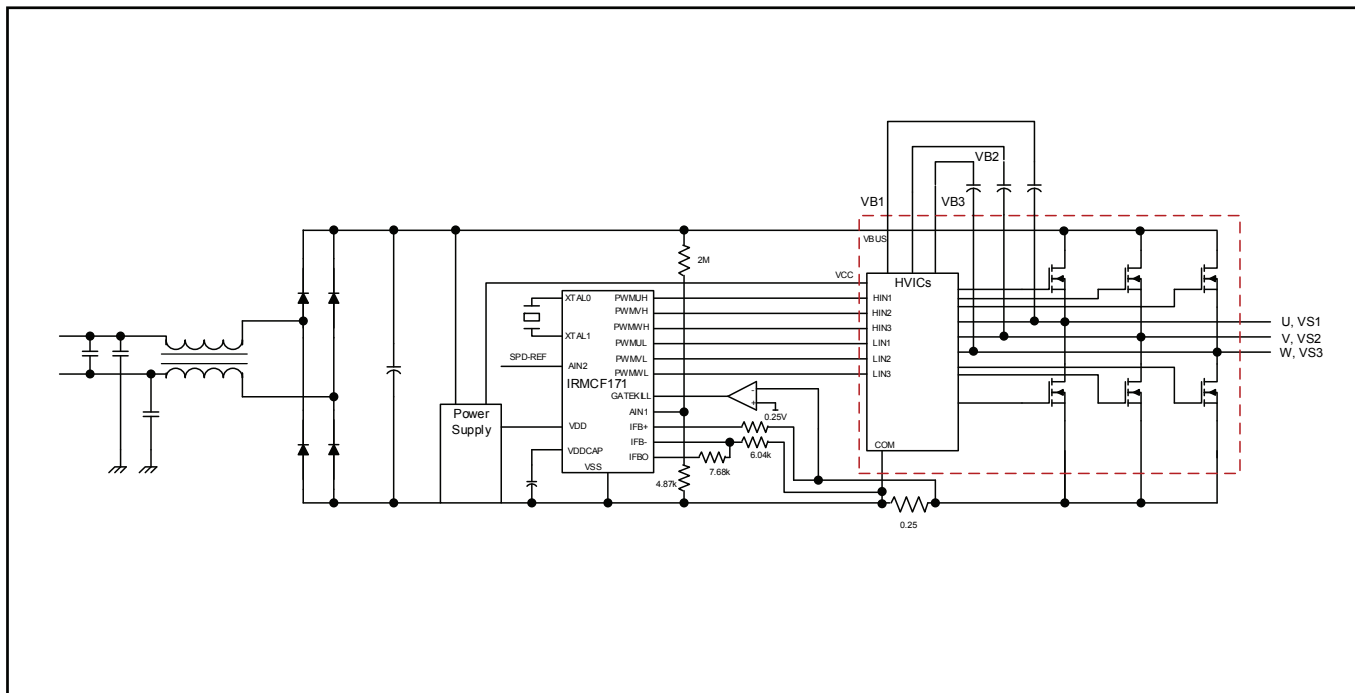 VB2
VB1
VB3
VBUS
2M
VCC
HVICs
XTAL0
PWMUH
HIN1
PWMVH
HIN2
U, VS1
XTAL1
PWMWH
HIN3
V, VS2
PWMUL
LIN1
W, VS3
SPD-REF
AIN2
PWMVL
LIN2
PWMWL
LIN3
IRMCF171
GATEKILL
-
+
0.25V
Power
Supply
AIN1
VDD
IFB+
IFB-
COM
VDDCAP
IFBO
6.04k
VSS
7.68k
4.87k
0.25